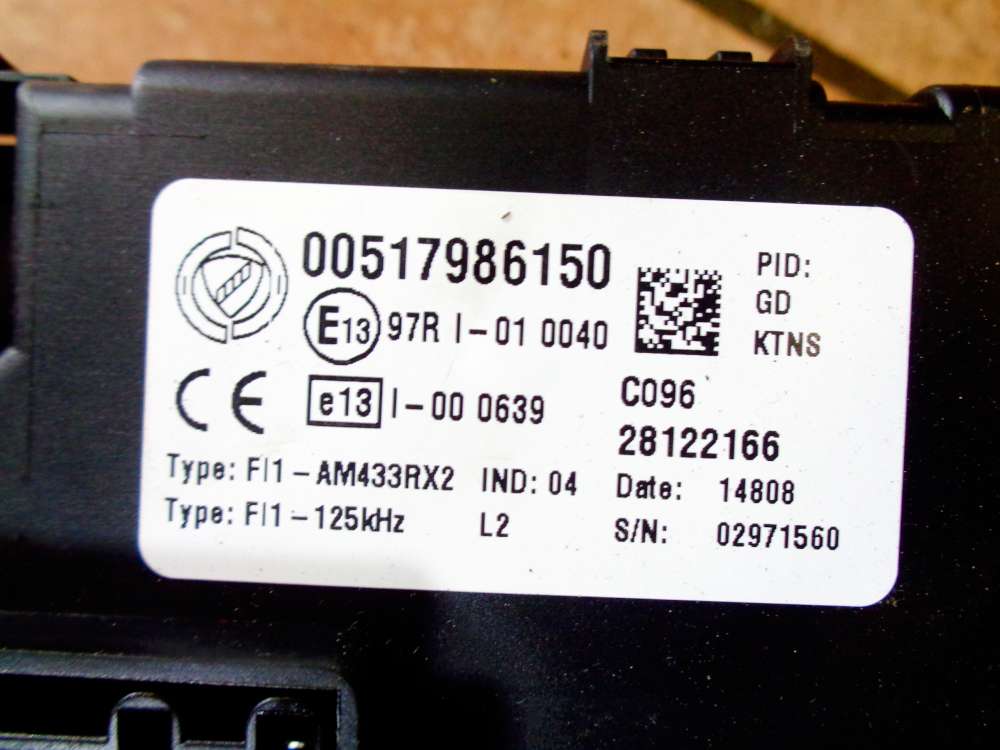 00517986150
E13 97R I-01 0040
CE e13 I-00 0639
Type: FI1-AM433RX2 IND: 04
Type: FI1-125kHz L2
PID:
GD
KTNS
C096
28122166
Date: 14808
S/N: 02971560